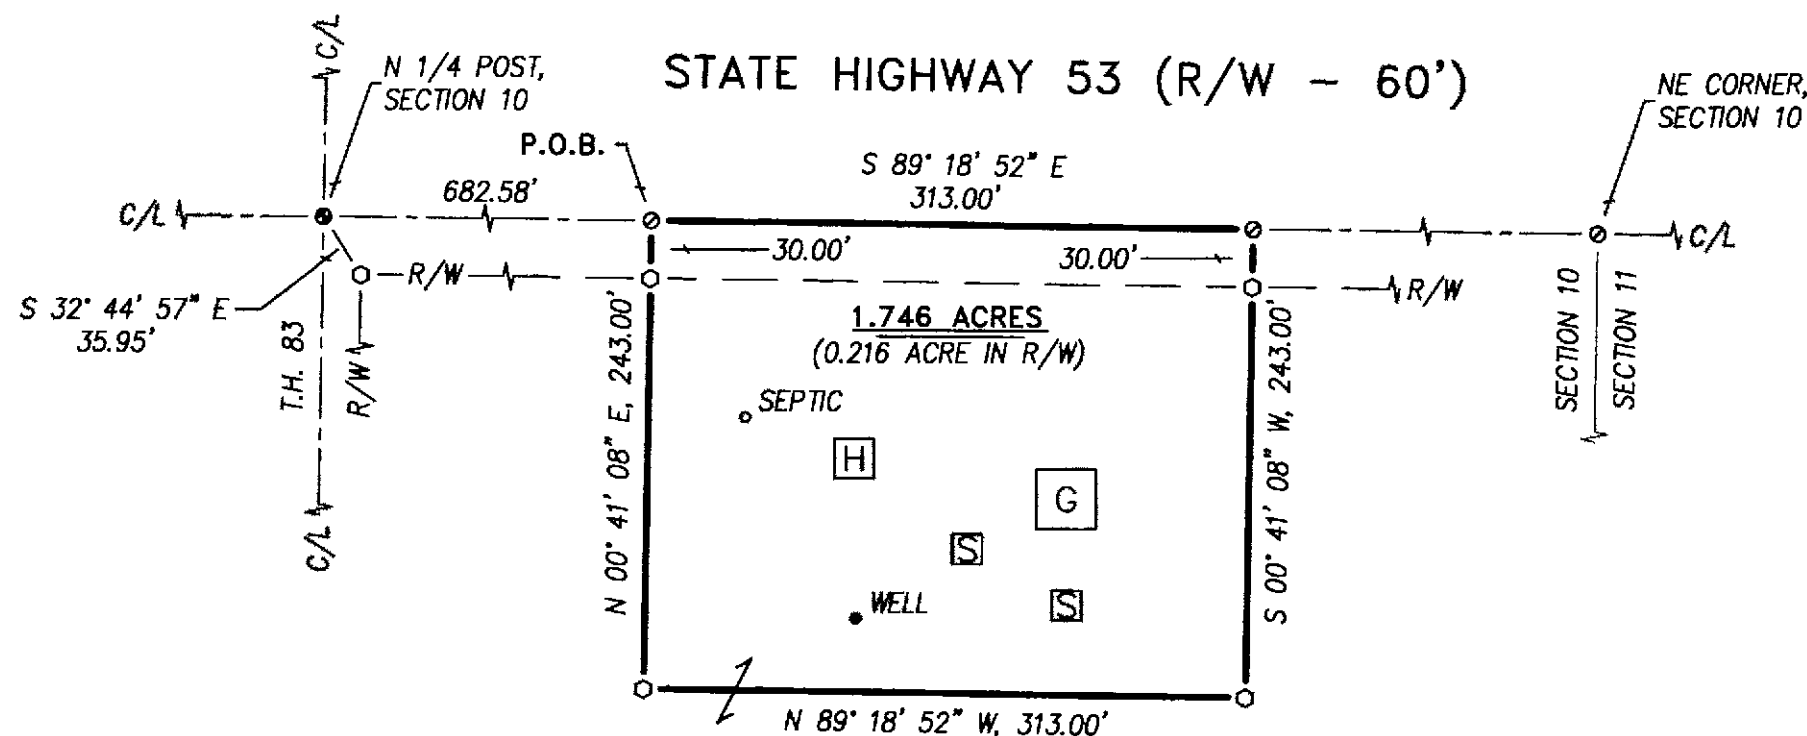 STATE HIGHWAY 53 (R/W - 60')
C/L
N 1/4 POST,
SECTION 10
NE CORNER,
SECTION 10
P.O.B.
682.58'
S 89° 18' 52" E
313.00'
C/L
C/L
30.00'
30.00'
R/W
R/W
S 32° 44' 57" E
35.95'
1.746 ACRES
(0.216 ACRE IN R/W)
T.H. 83
R/W
C/L
N 00° 41' 08" E, 243.00'
S 00° 41' 08" W, 243.00'
SECTION 10
SECTION 11
SEPTIC
H
G
S
S
WELL
N 89° 18' 52" W, 313.00'